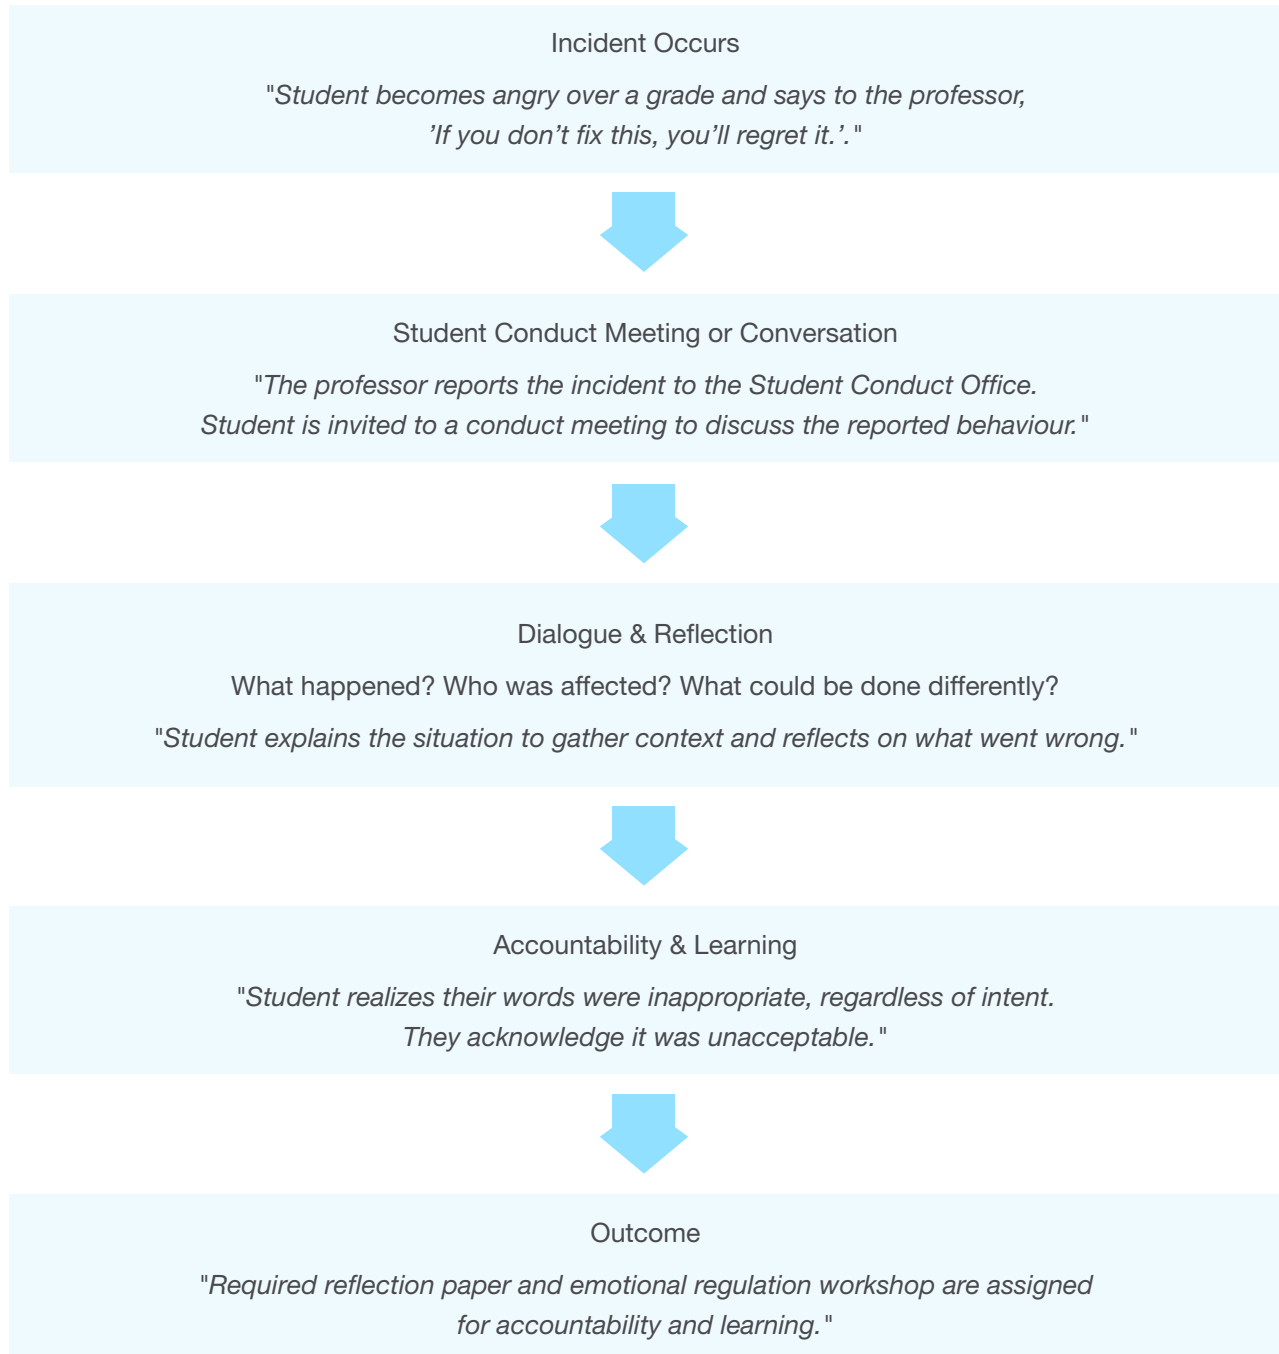 Incident Occurs
"Student becomes angry over a grade and says to the professor,
’If you don’t fix this, you’ll regret it.’."
Student Conduct Meeting or Conversation
"The professor reports the incident to the Student Conduct Office.
Student is invited to a conduct meeting to discuss the reported behaviour."
Dialogue & Reflection
What happened? Who was affected? What could be done differently?
"Student explains the situation to gather context and reflects on what went wrong."
Accountability & Learning
"Student realizes their words were inappropriate, regardless of intent.
They acknowledge it was unacceptable."
Outcome
"Required reflection paper and emotional regulation workshop are assigned
for accountability and learning."